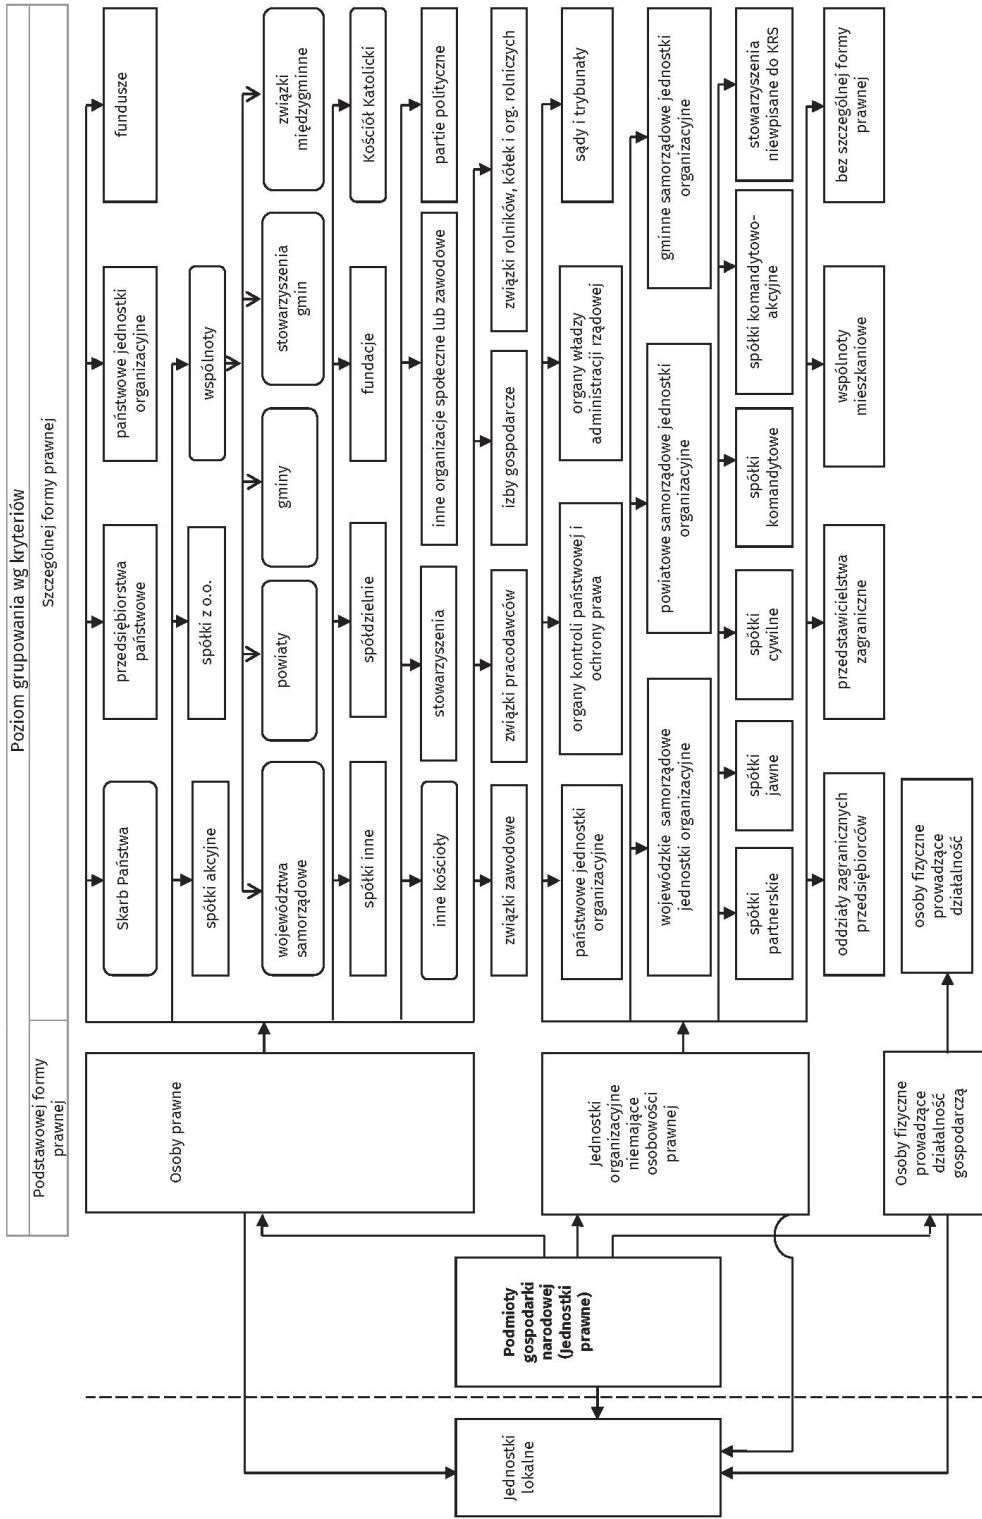 Poziom grupowania wg kryteriów
Podstawowej formy
prawnej
Szczególnej formy prawnej
Jednostki
lokalne
Podmioty
gospodarki
narodowej
(Jednostki
prawne)
Osoby prawne
Skarb Państwa
przedsiębiorstwa
państwowe
państwowe jednostki
organizacyjne
fundusze
spółki akcyjne
spółki z o.o.
wspólnoty
województwa
samorządowe
powiaty
gminy
stowarzyszenia
gmin
związki
międzygminne
spółki inne
spółdzielnie
fundacje
Kościół Katolicki
inne kościoły
stowarzyszenia
inne organizacje społeczne lub zawodowe
partie polityczne
związki zawodowe
związki pracodawców
izby gospodarcze
związki rolników, kółek i org. rolniczych
Jednostki
organizacyjne
niemające
osobowości
prawnej
państwowe jednostki
organizacyjne
organy kontroli państwowej i
ochrony prawa
organy władzy
administracji rządowej
sądy i trybunały
wojewódzkie samorządowe
jednostki organizacyjne
powiatowe samorządowe jednostki
organizacyjne
gminne samorządowe jednostki
organizacyjne
spółki
partnerskie
spółki
jawne
spółki
cywilne
spółki
komandytowe
spółki komandytowo-
akcyjne
stowarzyszenia
niewpisane do KRS
oddziały zagranicznych
przedsiębiorców
przedstawicielstwa
zagraniczne
wspólnoty
mieszkaniowe
bez szczególnej formy
prawnej
Osoby fizyczne
prowadzące
działalność
gospodarczą
osoby fizyczne
prowadzące
działalność